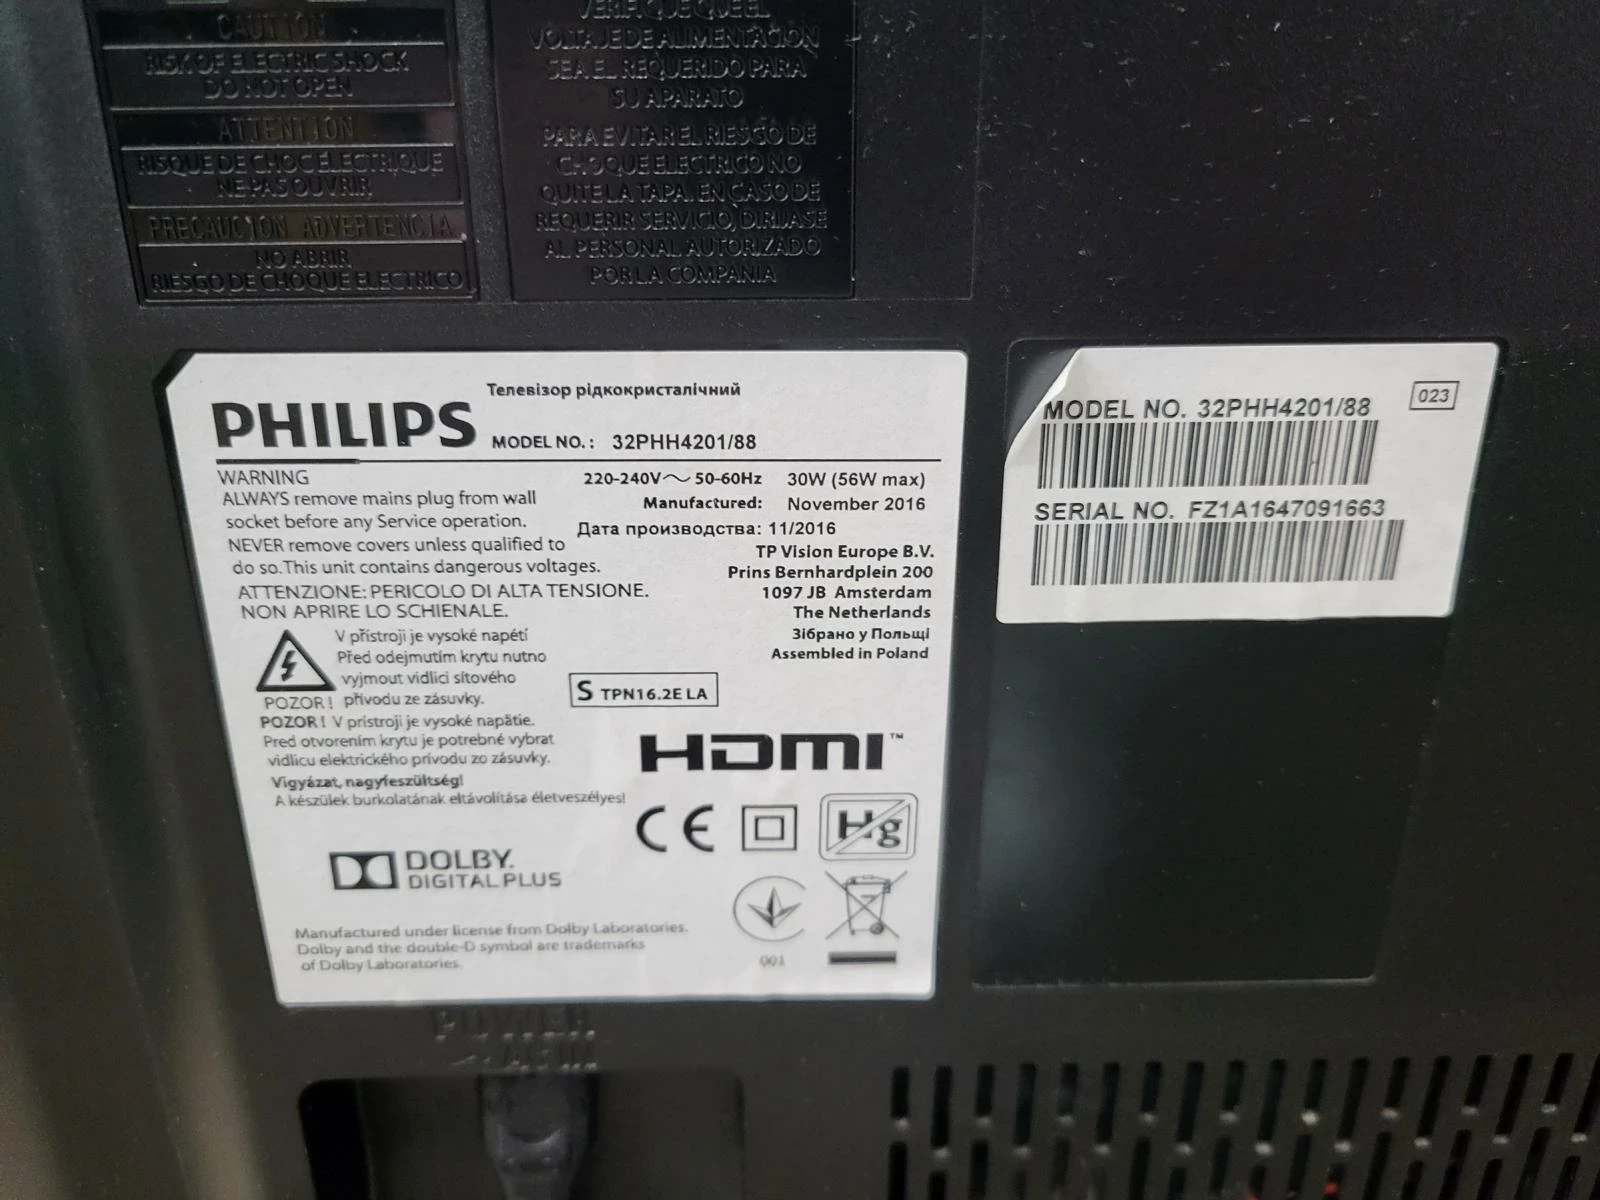 CAUTION
RISK OF ELECTRIC SHOCK
DO NOT OPEN
ATTENTION
RISQUE DE CHOC ELECTRIQUE
NE PAS OUVRIR
PRECAUCION ADVERTENCIA
NO ABRIR
RIESGO DE CHOQUE ELECTRICO
VERIFIQUE QUE EL
VOLTAJE DE ALIMENTACION
SEA EL REQUERIDO PARA
SU APARATO
PARA EVITAR EL RIESGO DE
CHOQUE ELECTRICO NO
QUITE LA TAPA. EN CASO DE
REQUERIR SERVICIO, DIRIJASE
AL PERSONAL AUTORIZADO
POR LA COMPANIA
Телевізор рідкокристалічний
PHILIPS MODEL NO.: 32PHH4201/88
220-240V~ 50-60Hz 30W (56W max)
Manufactured: November 2016
Дата производства: 11/2016
TP Vision Europe B.V.
Prins Bernhardplein 200
1097 JB Amsterdam
The Netherlands
Зібрано у Польщі
Assembled in Poland
WARNING
ALWAYS remove mains plug from wall
socket before any Service operation.
NEVER remove covers unless qualified to
do so.This unit contains dangerous voltages.
ATTENZIONE: PERICOLO DI ALTA TENSIONE.
NON APRIRE LO SCHIENALE.
V přístroji je vysoké napětí
Před odejmutím krytu nutno
vyjmout vidlici síťového
POZOR! přívodu ze zásuvky.
POZOR! V prístroji je vysoké napätie.
Pred otvorením krytu je potrebné vybrat
vidlicu elektrického prívodu zo zásuvky.
Vigyázat, nagyfeszültség!
A készülek burkolatának eltávolítása életveszélyes!
S TPN16.2E LA
HDMI™
CE
Hg
DOLBY.
DIGITAL PLUS
Manufactured under license from Dolby Laboratories.
Dolby and the double-D symbol are trademarks
of Dolby Laboratories.
001
023
MODEL NO. 32PHH4201/88
SERIAL NO. FZ1A1647091663
POWER